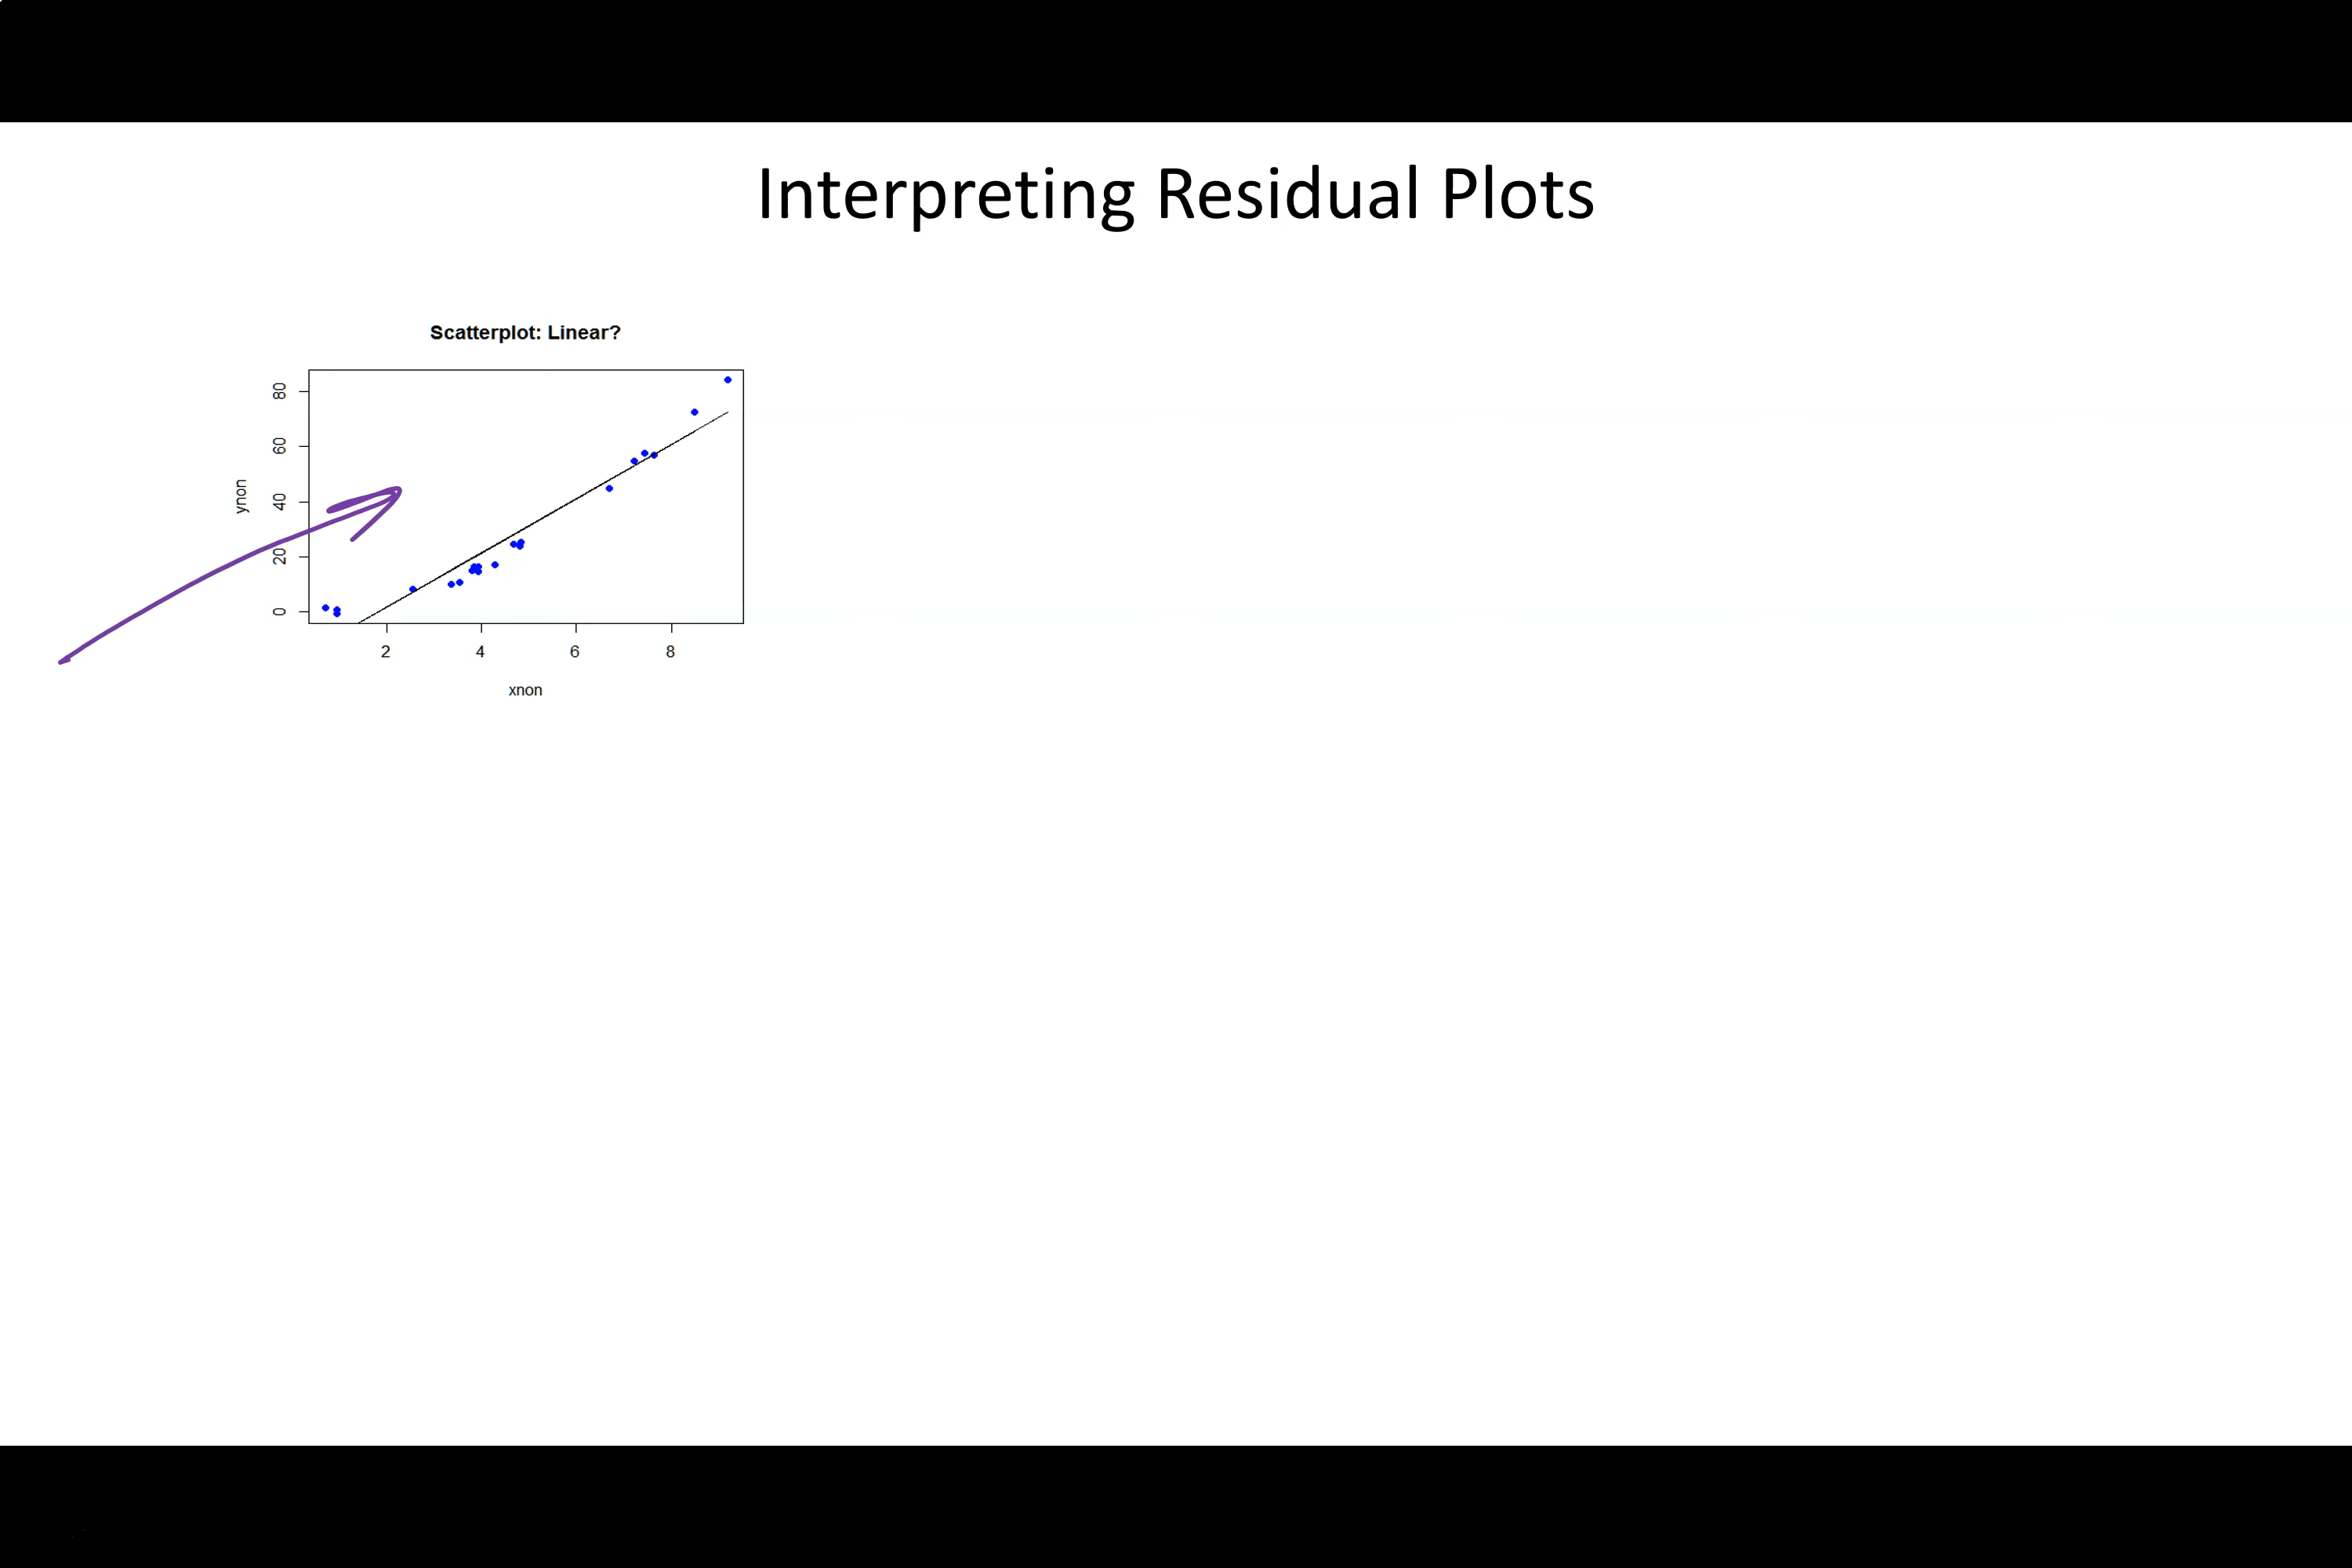 Interpreting Residual Plots
Scatterplot: Linear?
ynon
80
60
40
20
0
2 4 6 8
xnon